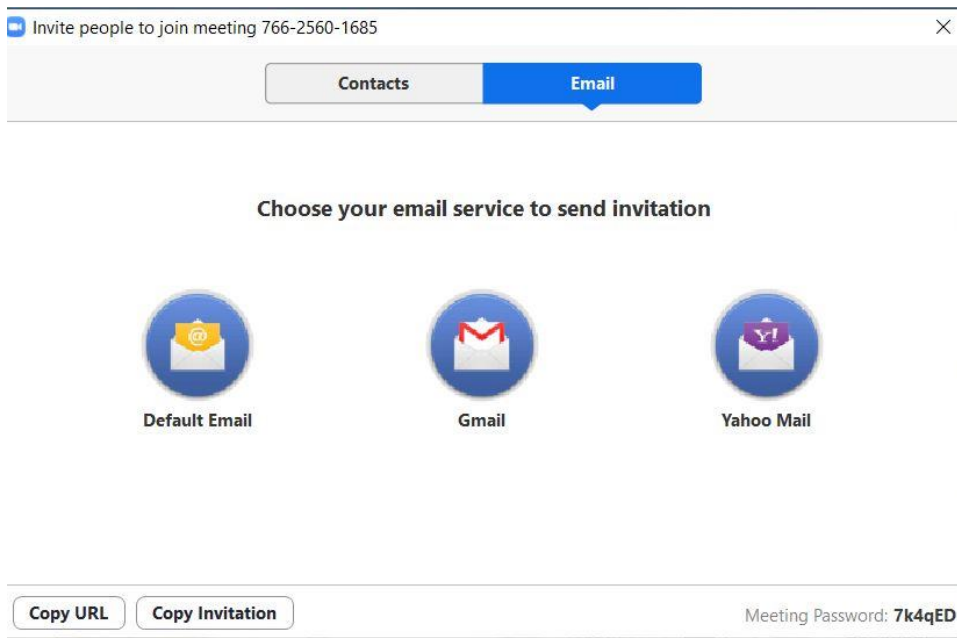 Invite people to join meeting 766-2560-1685
Contacts Email
Choose your email service to send invitation
@ M Y!
Default Email Gmail Yahoo Mail
Copy URL Copy Invitation Meeting Password: 7k4qED